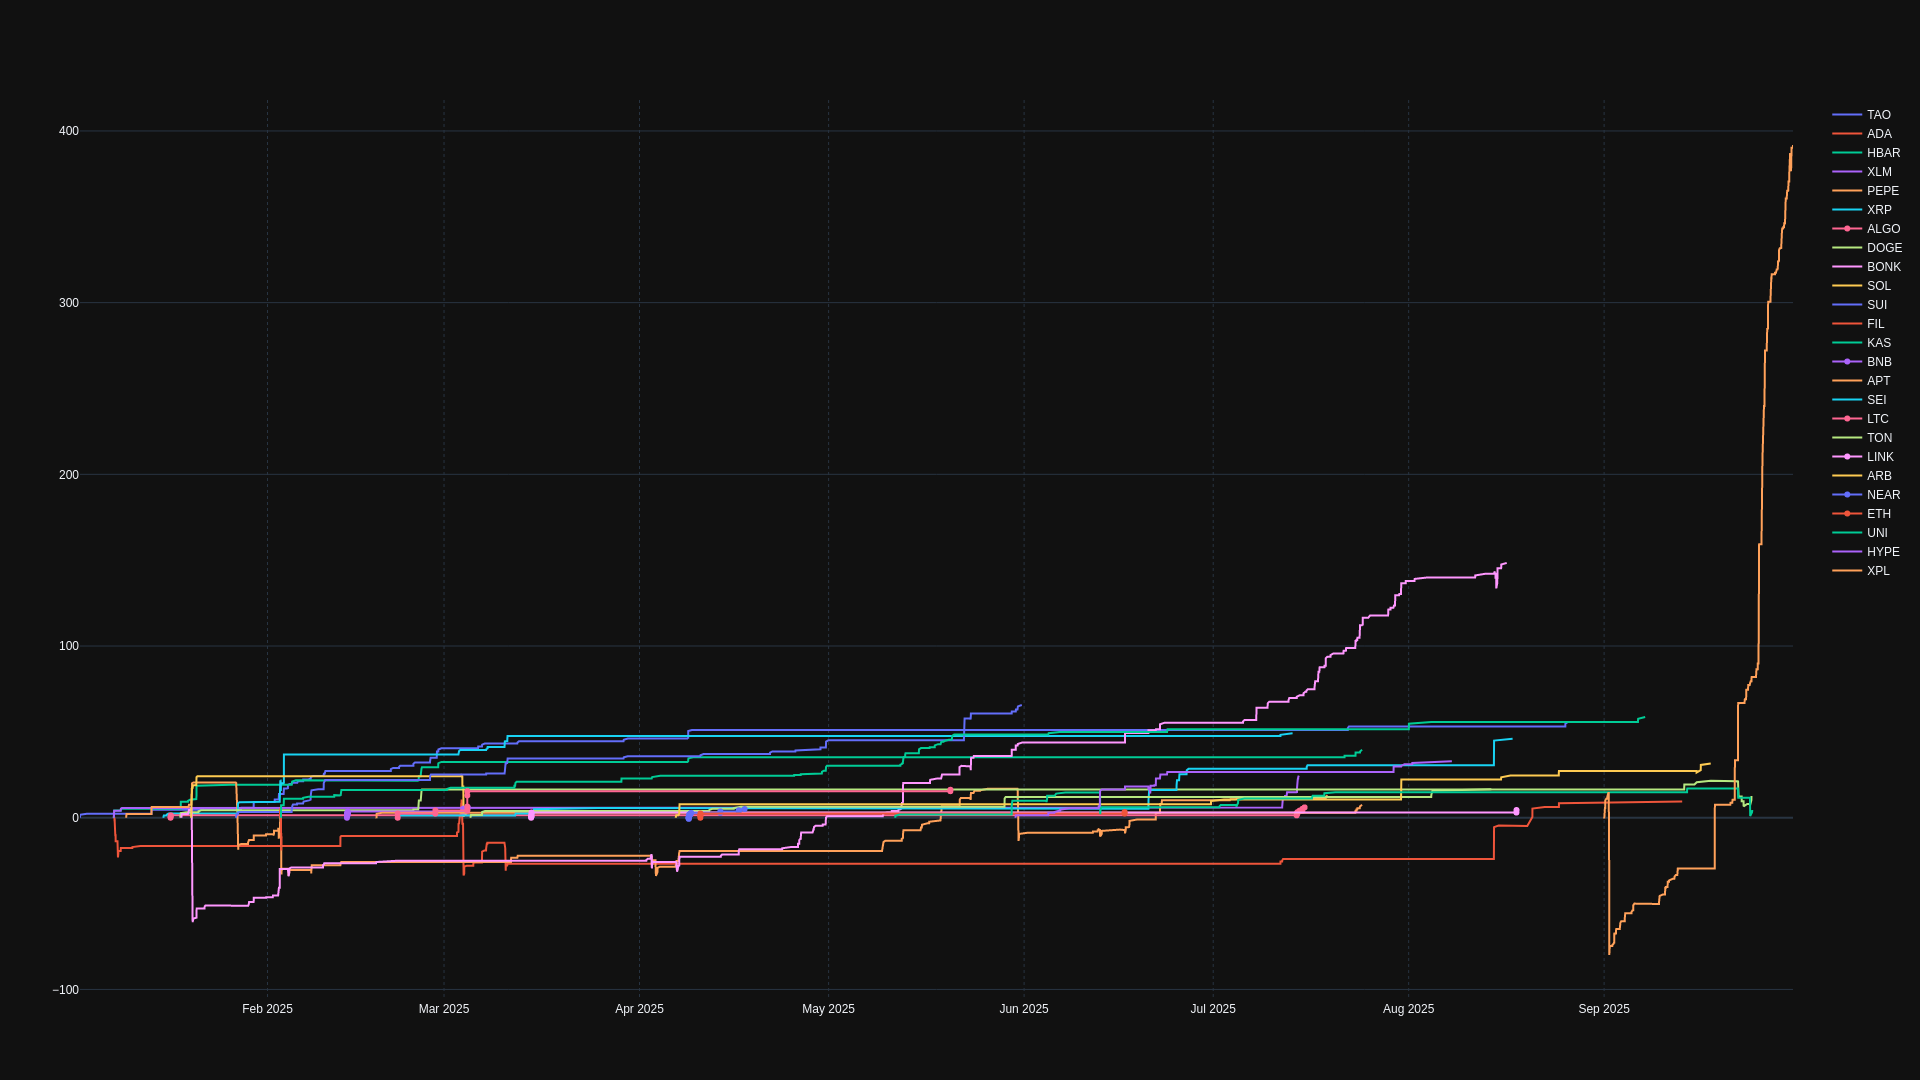 400
300
200
100
0
−100
Feb 2025
Mar 2025
Apr 2025
May 2025
Jun 2025
Jul 2025
Aug 2025
Sep 2025
TAO
ADA
HBAR
XLM
PEPE
XRP
ALGO
DOGE
BONK
SOL
SUI
FIL
KAS
BNB
APT
SEI
LTC
TON
LINK
ARB
NEAR
ETH
UNI
HYPE
XPL